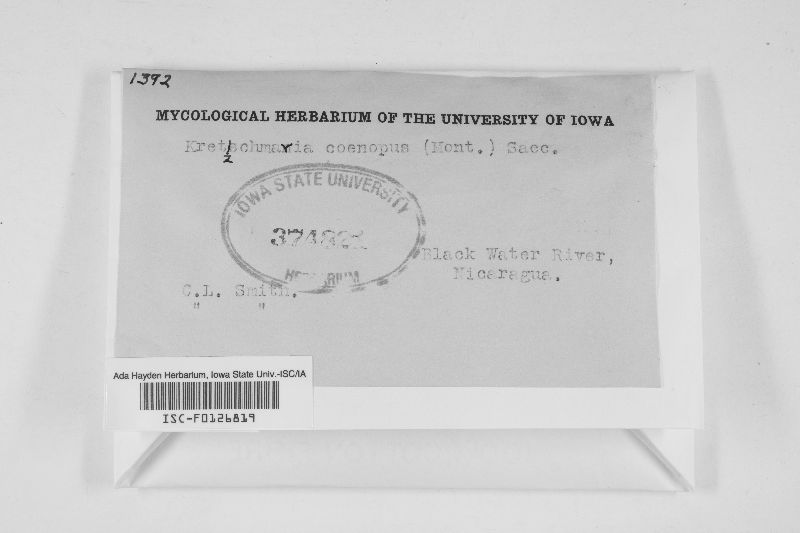 1392
MYCOLOGICAL HERBARIUM OF THE UNIVERSITY OF IOWA
Kretzschmaria coenopus (Mont.) Sacc.
IOWA STATE UNIVERSITY
HERBARIUM
Black Water River,
Nicaragua.
C.L. Smith.
" "
Ada Hayden Herbarium, Iowa State Univ.-ISC/IA
ISC-F0126819